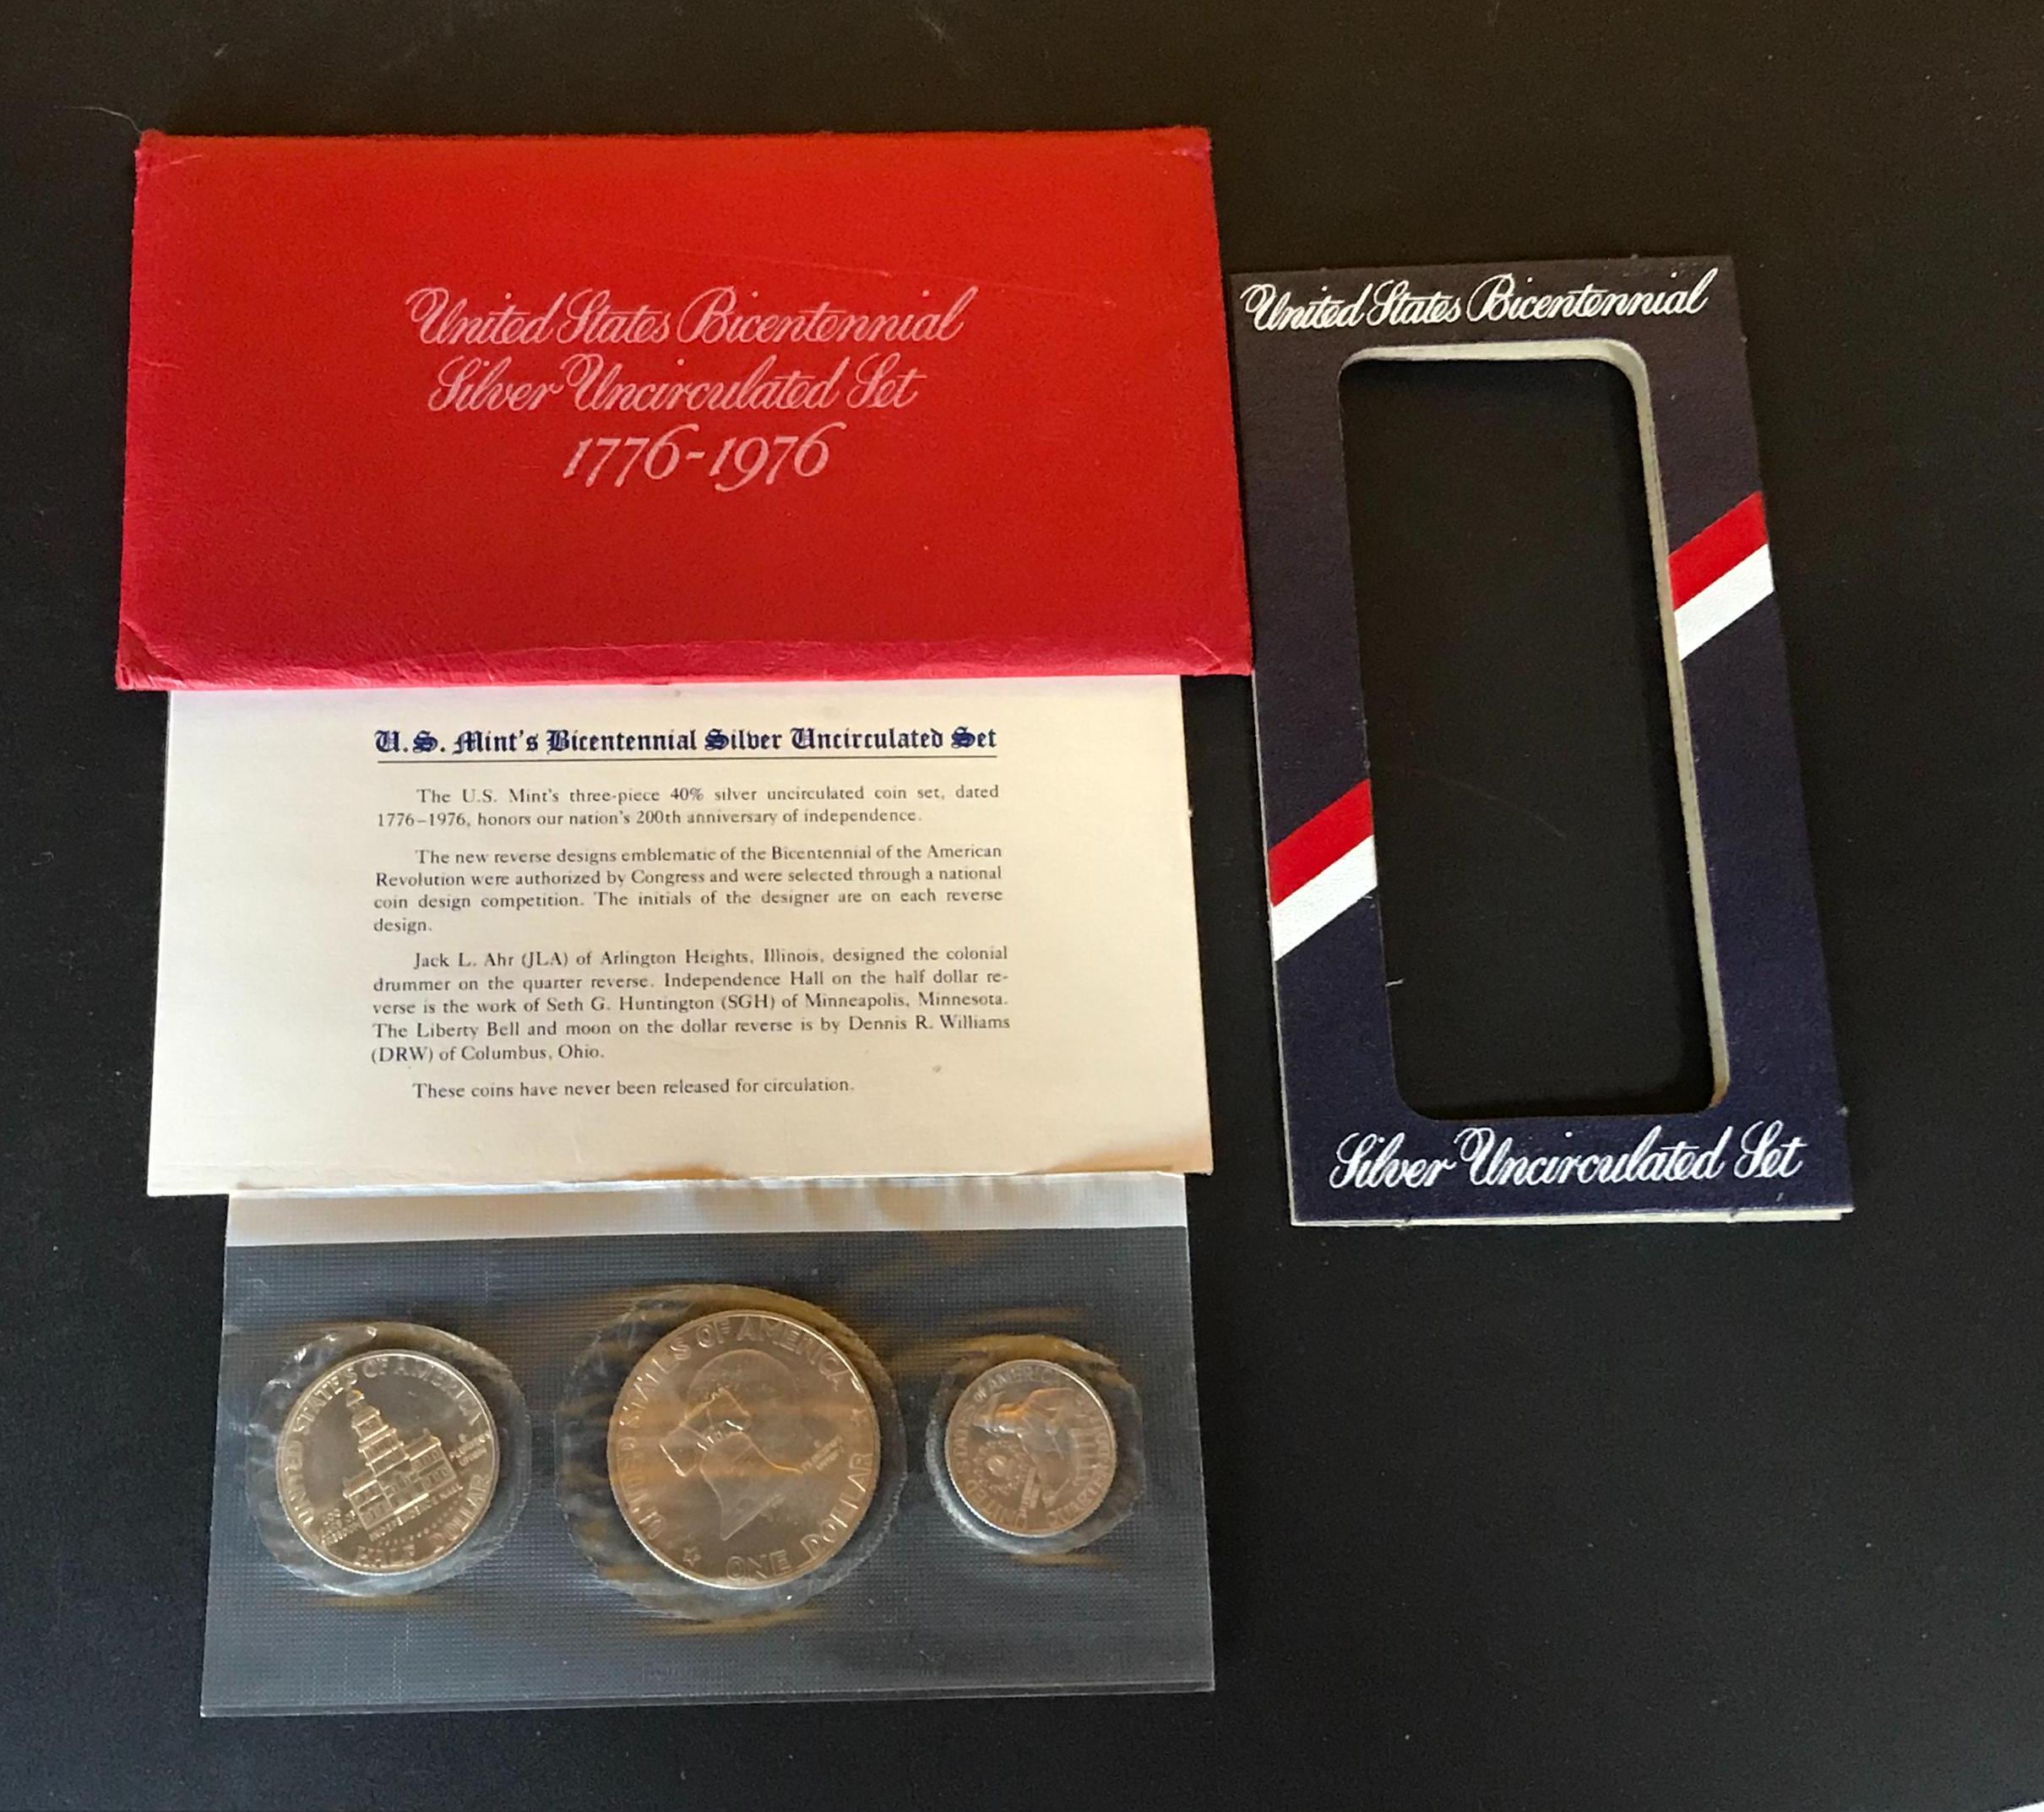 United States Bicentennial
Silver Uncirculated Set
1776-1976
United States Bicentennial
Silver Uncirculated Set
U.S. Mint's Bicentennial Silver Uncirculated Set
The U.S. Mint's three-piece 40% silver uncirculated coin set, dated
1776–1976, honors our nation's 200th anniversary of independence.
The new reverse designs emblematic of the Bicentennial of the American
Revolution were authorized by Congress and were selected through a national
coin design competition. The initials of the designer are on each reverse
design.
Jack L. Ahr (JLA) of Arlington Heights, Illinois, designed the colonial
drummer on the quarter reverse. Independence Hall on the half dollar re-
verse is the work of Seth G. Huntington (SGH) of Minneapolis, Minnesota.
The Liberty Bell and moon on the dollar reverse is by Dennis R. Williams
(DRW) of Columbus, Ohio.
These coins have never been released for circulation.
UNITED STATES OF AMERICA
INDEPENDENCE HALL
HALF DOLLAR
UNITED STATES OF AMERICA
ONE DOLLAR
UNITED STATES OF AMERICA